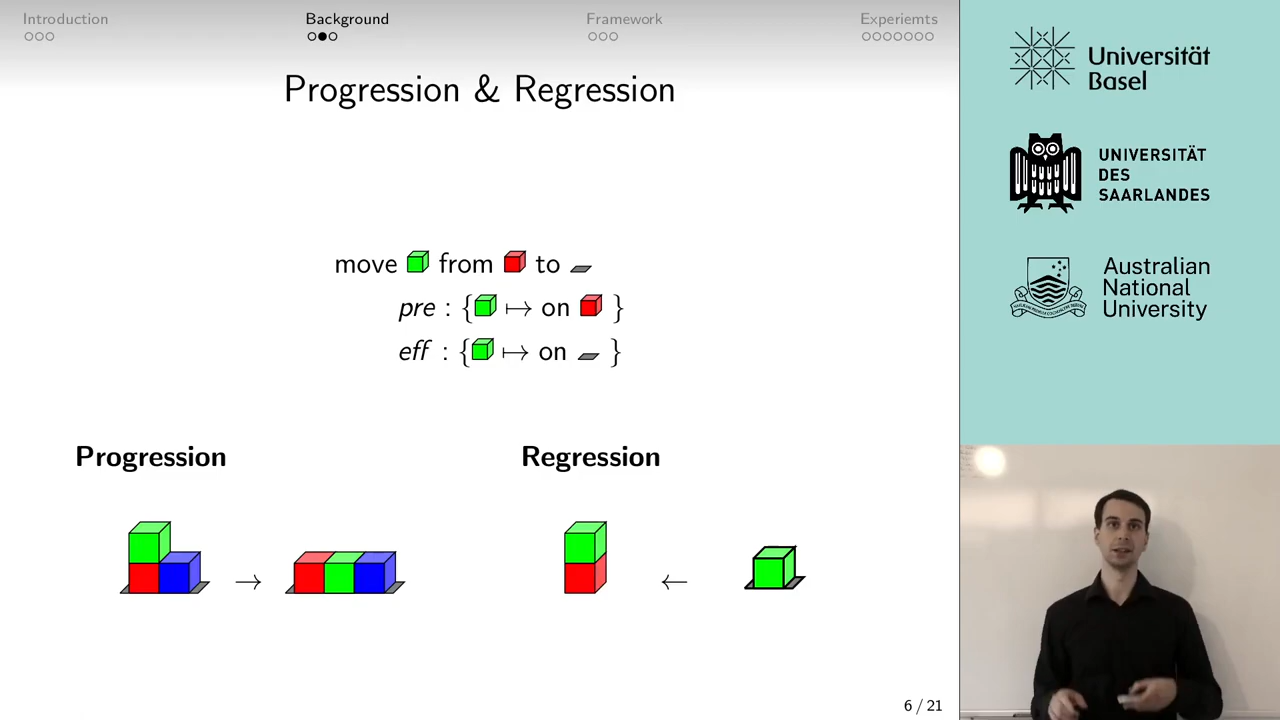 Introduction
Background
Framework
Experiemts
Progression & Regression
move from to
pre : { ↦ on }
eff : { ↦ on }
Progression
Regression
→
←
6 / 21
Universität
Basel
UNIVERSITÄT
DES
SAARLANDES
Australian
National
University